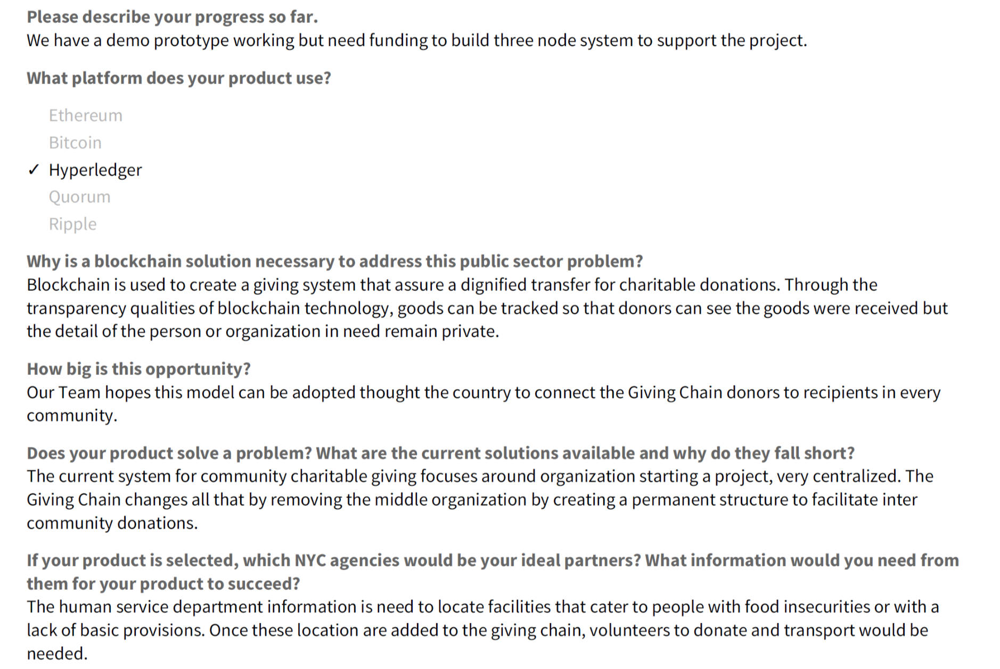 Please describe your progress so far.
We have a demo prototype working but need funding to build three node system to support the project.
What platform does your product use?
Ethereum
Bitcoin
✓ Hyperledger
Quorum
Ripple
Why is a blockchain solution necessary to address this public sector problem?
Blockchain is used to create a giving system that assure a dignified transfer for charitable donations. Through the
transparency qualities of blockchain technology, goods can be tracked so that donors can see the goods were received but
the detail of the person or organization in need remain private.
How big is this opportunity?
Our Team hopes this model can be adopted thought the country to connect the Giving Chain donors to recipients in every
community.
Does your product solve a problem? What are the current solutions available and why do they fall short?
The current system for community charitable giving focuses around organization starting a project, very centralized. The
Giving Chain changes all that by removing the middle organization by creating a permanent structure to facilitate inter
community donations.
If your product is selected, which NYC agencies would be your ideal partners? What information would you need from
them for your product to succeed?
The human service department information is need to locate facilities that cater to people with food insecurities or with a
lack of basic provisions. Once these location are added to the giving chain, volunteers to donate and transport would be
needed.